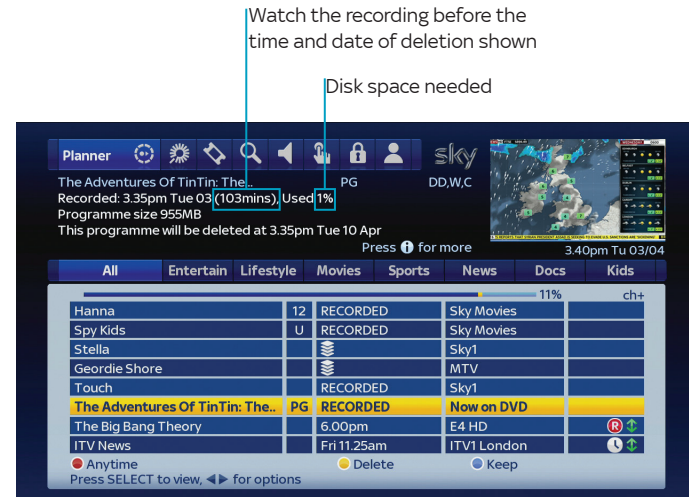 Watch the recording before the
time and date of deletion shown
Disk space needed
Planner
sky
The Adventures Of TinTin: The.. PG DD,W,C
Recorded: 3.35pm Tue 03 (103mins), Used 1%
Programme size 955MB
This programme will be deleted at 3.35pm Tue 10 Apr
Press i for more
3.40pm Tu 03/04
All Entertain Lifestyle Movies Sports News Docs Kids
11% ch+
Hanna 12 RECORDED Sky Movies
Spy Kids U RECORDED Sky Movies
Stella Sky1
Geordie Shore MTV
Touch RECORDED Sky1
The Adventures Of TinTin: The.. PG RECORDED Now on DVD
The Big Bang Theory 6.00pm E4 HD R
ITV News Fri 11.25am ITV1 London
Anytime Delete Keep
Press SELECT to view, ◀▶ for options